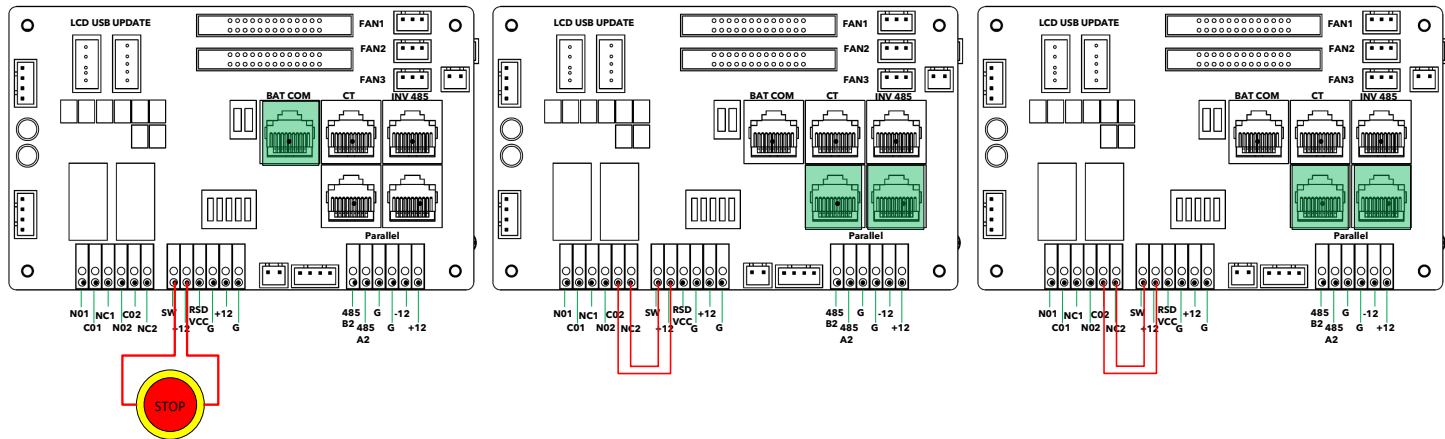 LCD USB UPDATE
FAN1
FAN2
FAN3
BAT COM
CT
INV 485
Parallel
N01
C01
NC1
N02
C02
NC2
SW
+12
RSD
VCC
G
+12
G
485
B2
485
A2
G
G
-12
+12
STOP
LCD USB UPDATE
FAN1
FAN2
FAN3
BAT COM
CT
INV 485
Parallel
N01
C01
NC1
N02
C02
NC2
SW
+12
RSD
VCC
G
+12
G
485
B2
485
A2
G
G
-12
+12
LCD USB UPDATE
FAN1
FAN2
FAN3
BAT COM
CT
INV 485
Parallel
N01
C01
NC1
N02
C02
NC2
SW
+12
RSD
VCC
G
+12
G
485
B2
485
A2
G
G
-12
+12